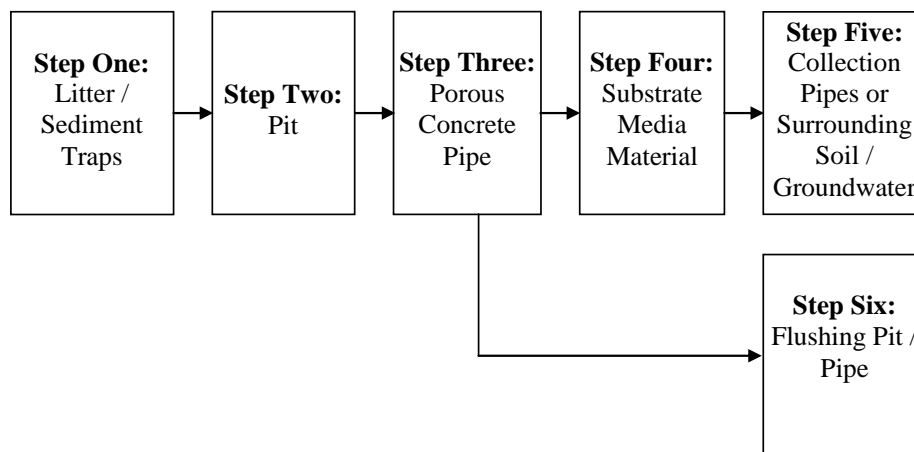 Step One:
Litter /
Sediment
Traps
Step Two:
Pit
Step Three:
Porous
Concrete
Pipe
Step Four:
Substrate
Media
Material
Step Five:
Collection
Pipes or
Surrounding
Soil /
Groundwater
Step Six:
Flushing Pit /
Pipe